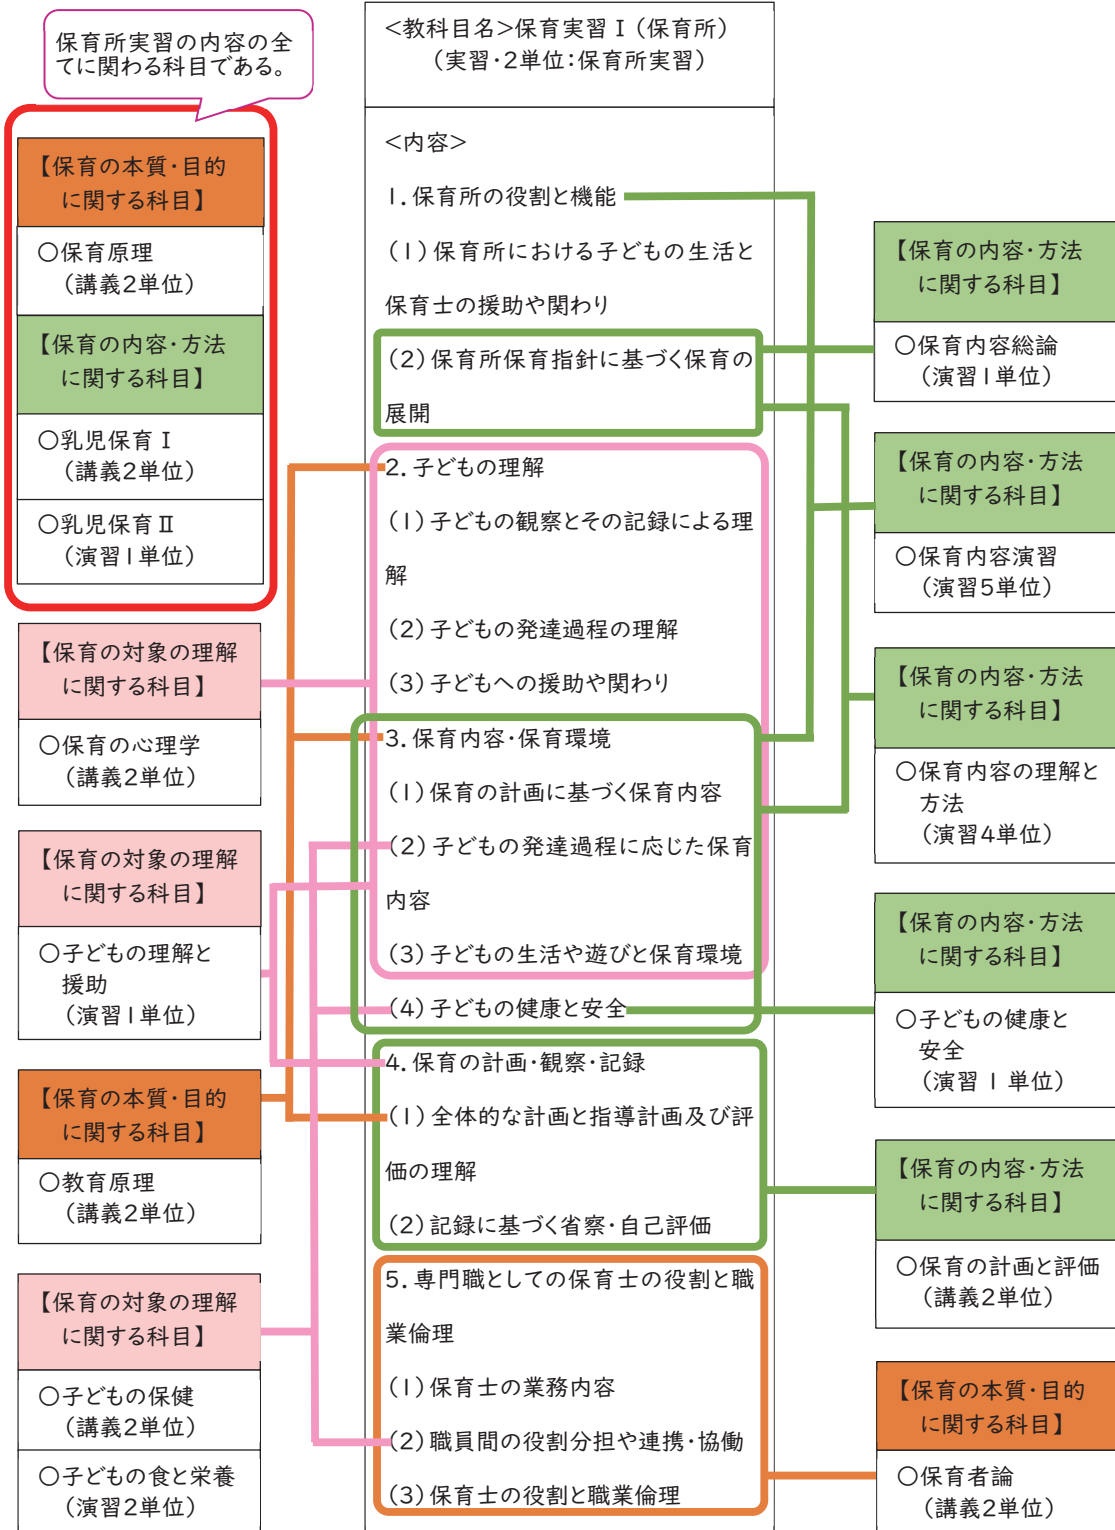 保育所実習の内容の全
てに関わる科目である。
【保育の本質・目的
に関する科目】
○保育原理
(講義2単位)
【保育の内容・方法
に関する科目】
○乳児保育Ⅰ
(講義2単位)
○乳児保育Ⅱ
(演習1単位)
【保育の対象の理解
に関する科目】
○保育の心理学
(講義2単位)
【保育の対象の理解
に関する科目】
○子どもの理解と
援助
(演習1単位)
【保育の本質・目的
に関する科目】
○教育原理
(講義2単位)
【保育の対象の理解
に関する科目】
○子どもの保健
(講義2単位)
○子どもの食と栄養
(演習2単位)
<教科目名>保育実習Ⅰ(保育所)
(実習・2単位:保育所実習)
<内容>
1.保育所の役割と機能
(1)保育所における子どもの生活と
保育士の援助や関わり
(2)保育所保育指針に基づく保育の
展開
2.子どもの理解
(1)子どもの観察とその記録による理
解
(2)子どもの発達過程の理解
(3)子どもへの援助や関わり
3.保育内容・保育環境
(1)保育の計画に基づく保育内容
(2)子どもの発達過程に応じた保育
内容
(3)子どもの生活や遊びと保育環境
(4)子どもの健康と安全
4.保育の計画・観察・記録
(1)全体的な計画と指導計画及び評
価の理解
(2)記録に基づく省察・自己評価
5.専門職としての保育士の役割と職
業倫理
(1)保育士の業務内容
(2)職員間の役割分担や連携・協働
(3)保育士の役割と職業倫理
【保育の内容・方法
に関する科目】
○保育内容総論
(演習1単位)
【保育の内容・方法
に関する科目】
○保育内容演習
(演習5単位)
【保育の内容・方法
に関する科目】
○保育内容の理解と
方法
(演習4単位)
【保育の内容・方法
に関する科目】
○子どもの健康と
安全
(演習1単位)
【保育の内容・方法
に関する科目】
○保育の計画と評価
(講義2単位)
【保育の本質・目的
に関する科目】
○保育者論
(講義2単位)